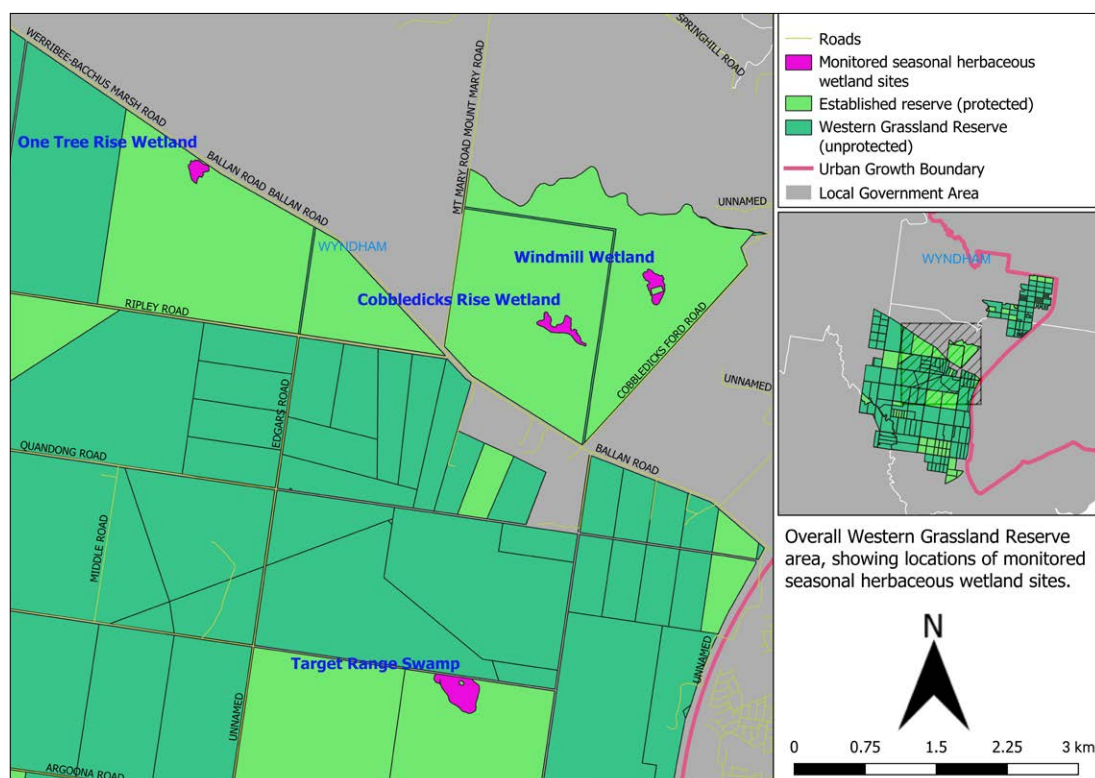 WERRIBEE-BACCHUS MARSH ROAD
One Tree Rise Wetland
BALLAN ROAD BALLAN ROAD
WYNDHAM
MT MARY ROAD MOUNT MARY ROAD
SPRINGHILL ROAD
UNNAMED
Windmill Wetland
Cobbledicks Rise Wetland
COBBLEDICKS FORD ROAD
RIPLEY ROAD
EDGARS ROAD
UNNAMED
QUANDONG ROAD
BALLAN ROAD
MIDDLE ROAD
Target Range Swamp
UNNAMED
UNNAMED
ARGOONA ROAD
Roads
Monitored seasonal herbaceous
wetland sites
Established reserve (protected)
Western Grassland Reserve
(unprotected)
Urban Growth Boundary
Local Government Area
WYNDHAM
Overall Western Grassland Reserve
area, showing locations of monitored
seasonal herbaceous wetland sites.
N
0 0.75 1.5 2.25 3 km